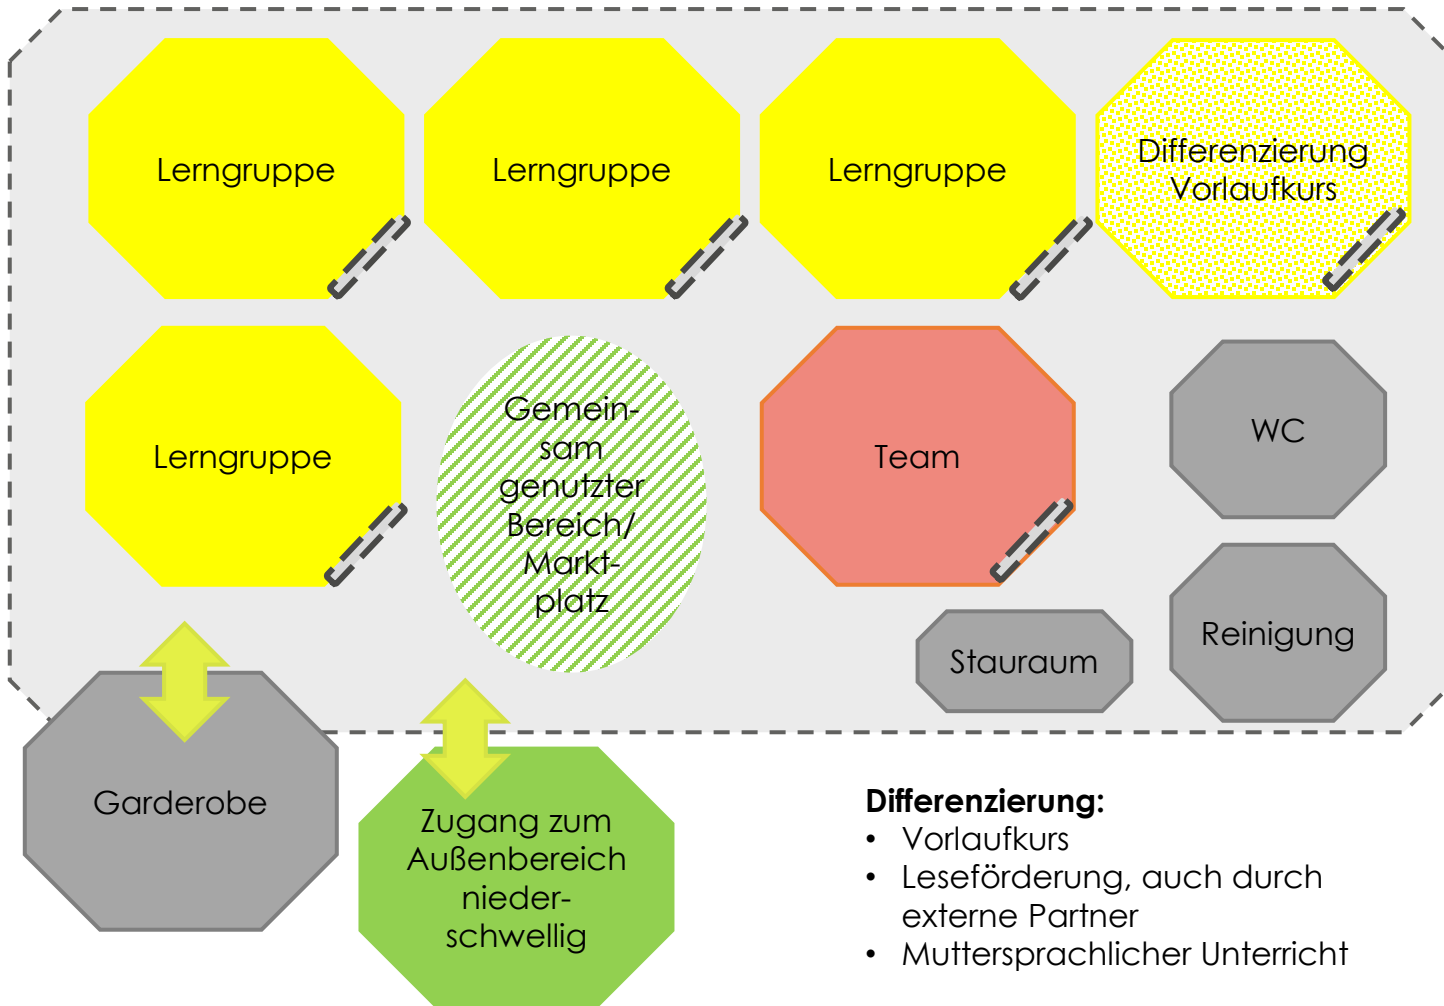 Lerngruppe
Lerngruppe
Lerngruppe
Differenzierung
Vorlaufkurs
Lerngruppe
Gemein-
sam
genutzter
Bereich/
Markt-
platz
Team
WC
Stauraum
Reinigung
Garderobe
Zugang zum
Außenbereich
nieder-
schwellig
Differenzierung:
• Vorlaufkurs
• Leseförderung, auch durch
externe Partner
• Muttersprachlicher Unterricht